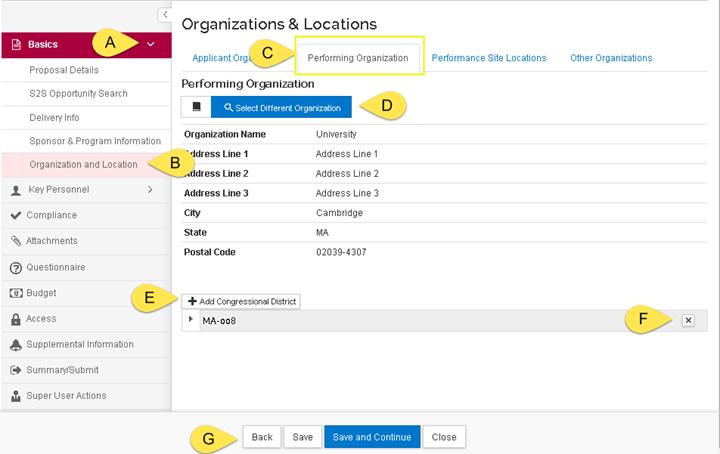 Organizations & Locations
A
Basics
Proposal Details
S2S Opportunity Search
Delivery Info
Sponsor & Program Information
Organization and Location
B
Key Personnel
Compliance
Attachments
Questionnaire
Budget
Access
Supplemental Information
Summary/Submit
Super User Actions
Applicant Orga
C
Performing Organization
Performance Site Locations
Other Organizations
Performing Organization
Select Different Organization
D
Organization Name University
Address Line 1 Address Line 1
Address Line 2 Address Line 2
Address Line 3 Address Line 3
City Cambridge
State MA
Postal Code 02039-4307
E
Add Congressional District
MA-oo8
F
G
Back Save Save and Continue Close